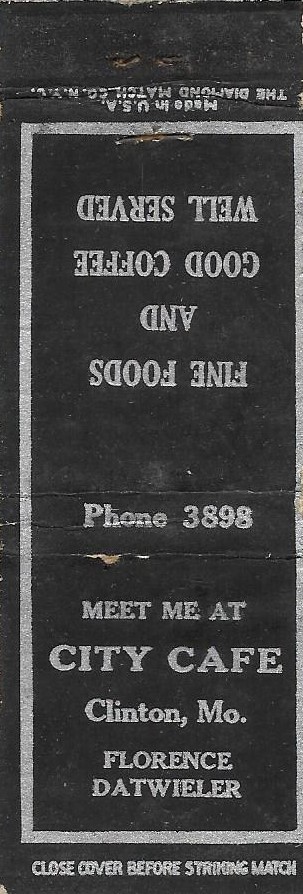 Made in U.S.A.
THE DIAMOND MATCH CO. N.Y.C.
FINE FOODS
AND
GOOD COFFEE
WELL SERVED
Phone 3898
MEET ME AT
CITY CAFE
Clinton, Mo.
FLORENCE
DATWIELER
CLOSE COVER BEFORE STRIKING MATCH